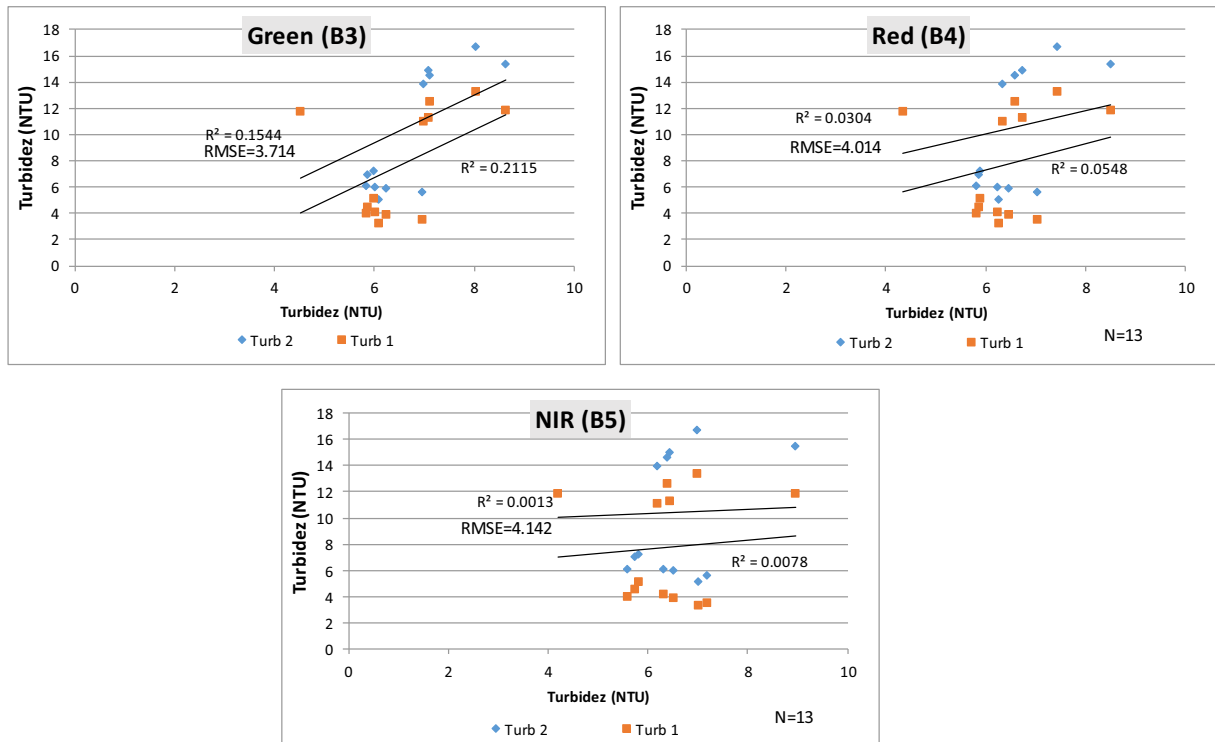 Green (B3)
18
16
14
12
10
8
6
4
2
0
Turbidez (NTU)
R² = 0.1544
RMSE=3.714
R² = 0.2115
0 2 4 6 8 10
Turbidez (NTU)
Turb 2 Turb 1
Red (B4)
18
16
14
12
10
8
6
4
2
0
Turbidez (NTU)
R² = 0.0304
RMSE=4.014
R² = 0.0548
0 2 4 6 8 10
Turbidez (NTU)
Turb 2 Turb 1
N=13
NIR (B5)
18
16
14
12
10
8
6
4
2
0
Turbidez (NTU)
R² = 0.0013
RMSE=4.142
R² = 0.0078
0 2 4 6 8 10
Turbidez (NTU)
Turb 2 Turb 1
N=13